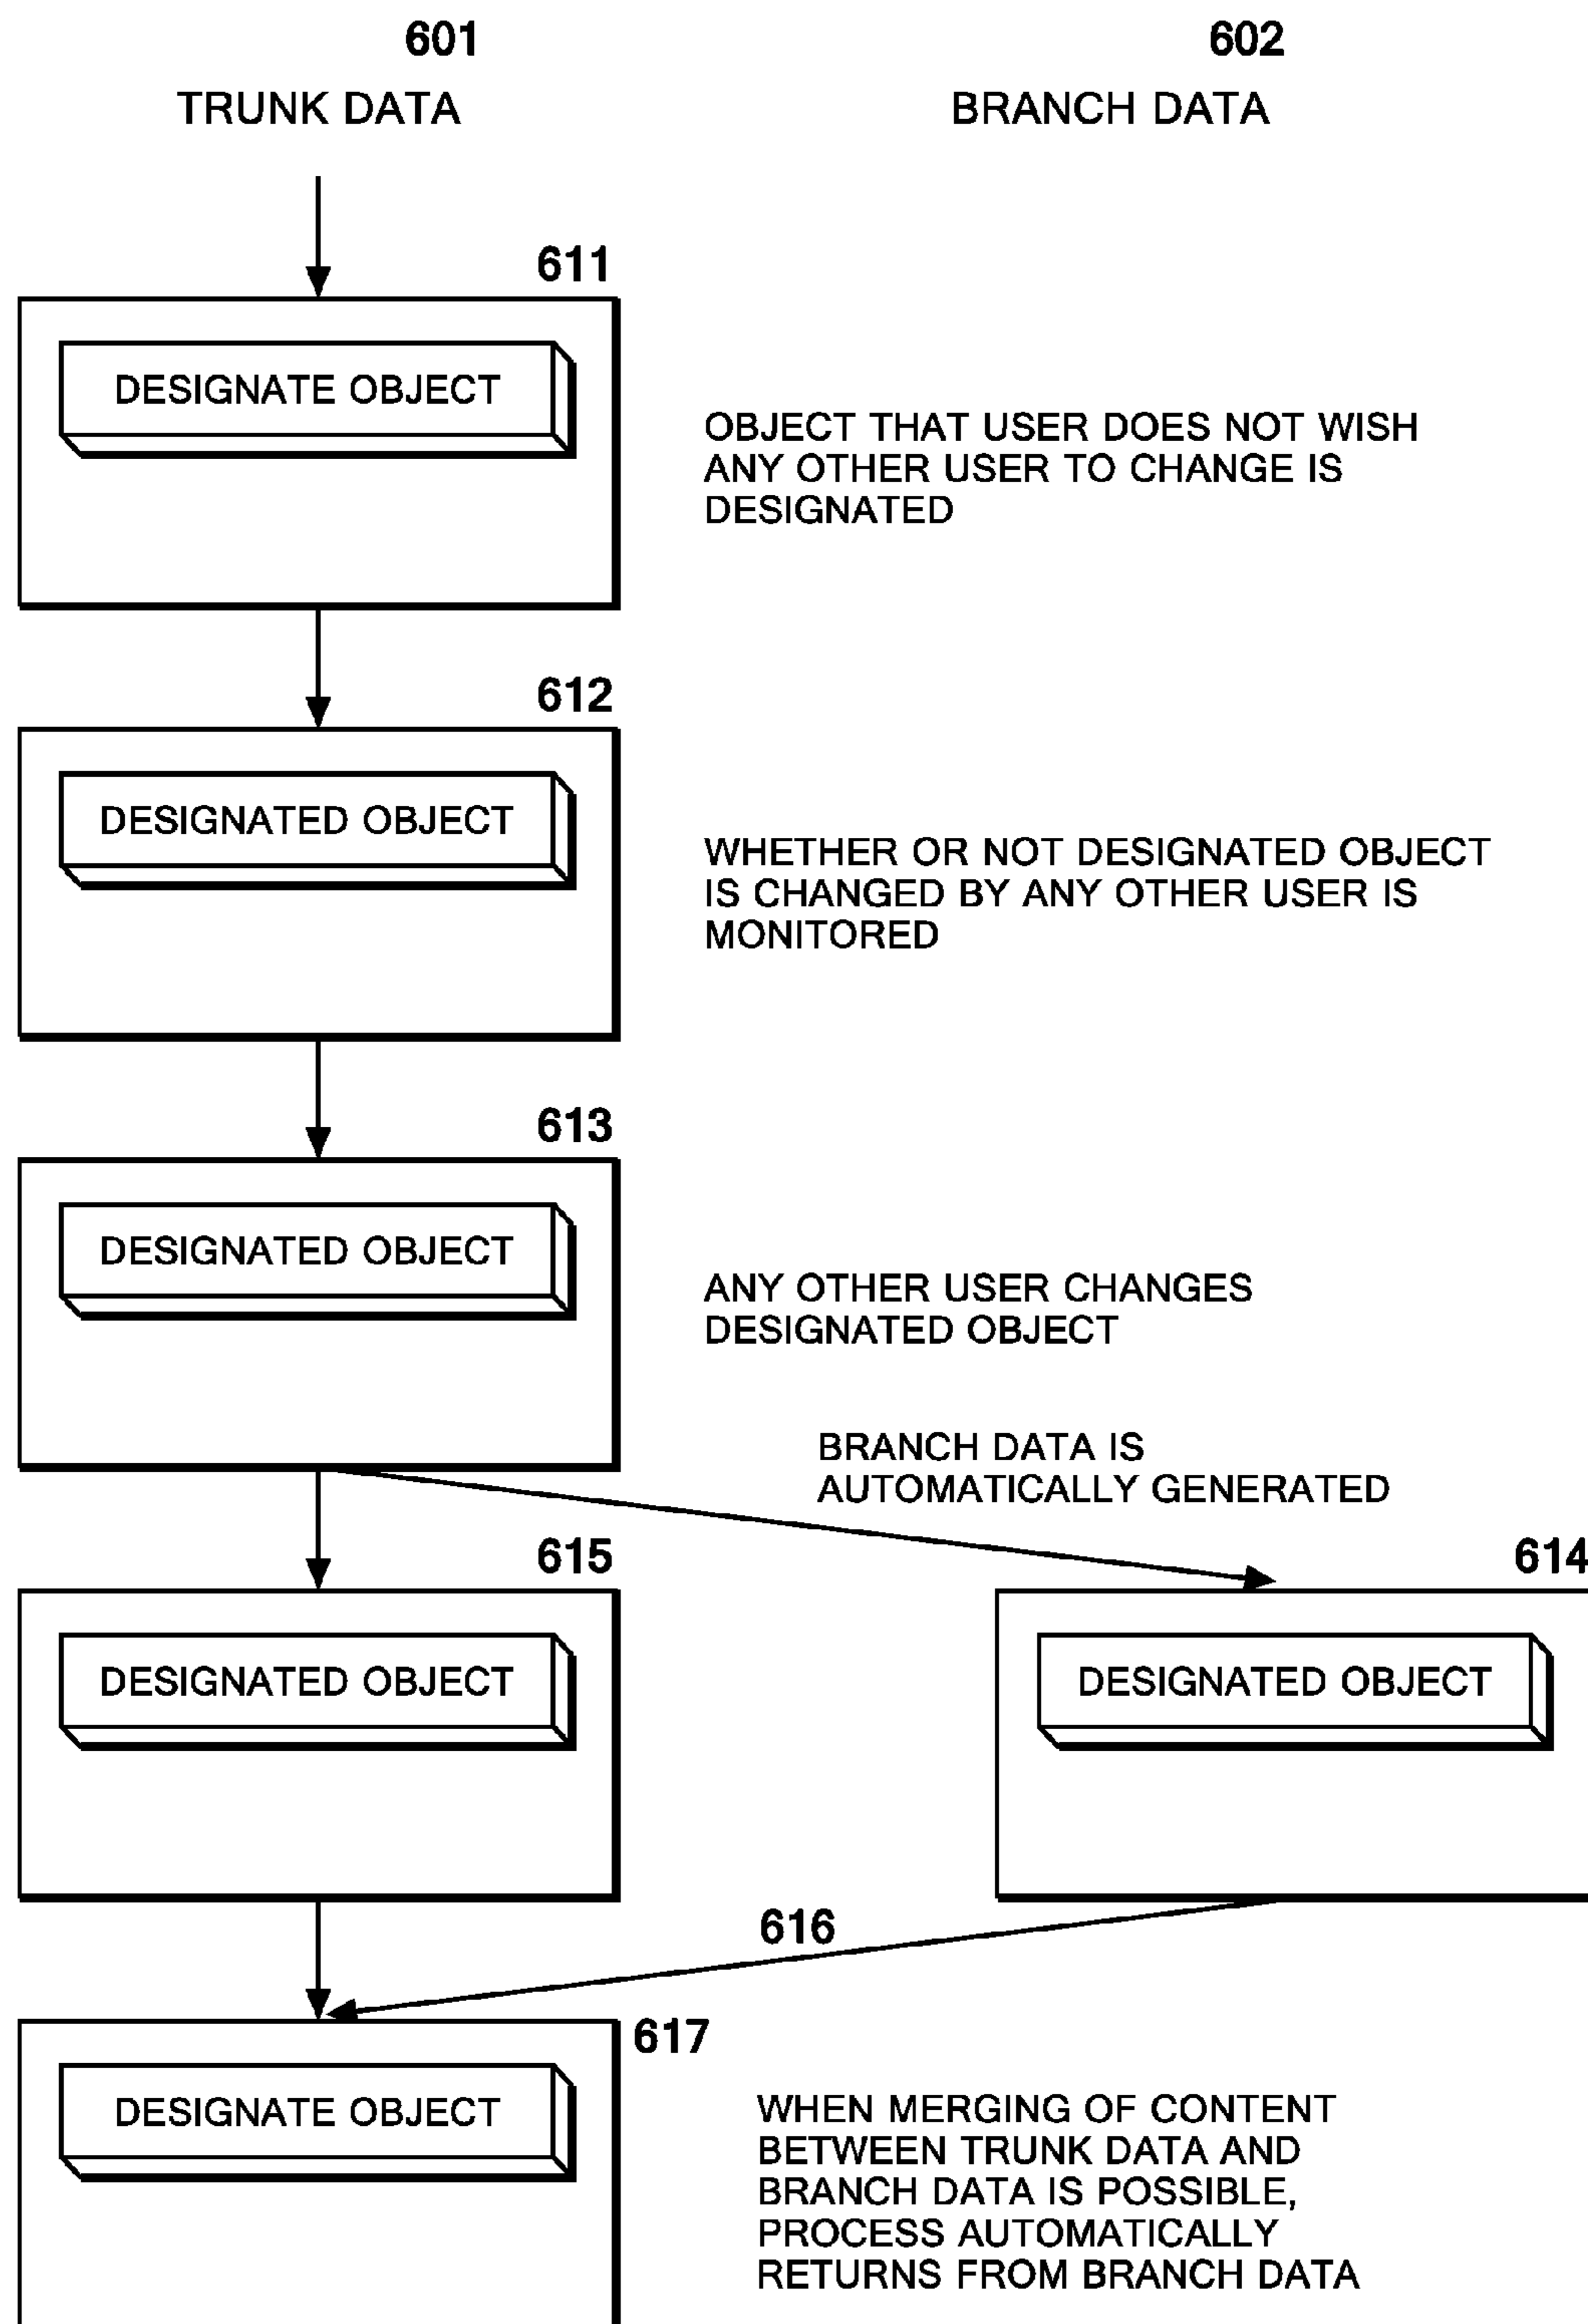 601
602
TRUNK DATA
BRANCH DATA
611
DESIGNATE OBJECT
OBJECT THAT USER DOES NOT WISH
ANY OTHER USER TO CHANGE IS
DESIGNATED
612
DESIGNATED OBJECT
WHETHER OR NOT DESIGNATED OBJECT
IS CHANGED BY ANY OTHER USER IS
MONITORED
613
DESIGNATED OBJECT
ANY OTHER USER CHANGES
DESIGNATED OBJECT
BRANCH DATA IS
AUTOMATICALLY GENERATED
615
614
DESIGNATED OBJECT
DESIGNATED OBJECT
616
617
DESIGNATE OBJECT
WHEN MERGING OF CONTENT
BETWEEN TRUNK DATA AND
BRANCH DATA IS POSSIBLE,
PROCESS AUTOMATICALLY
RETURNS FROM BRANCH DATA